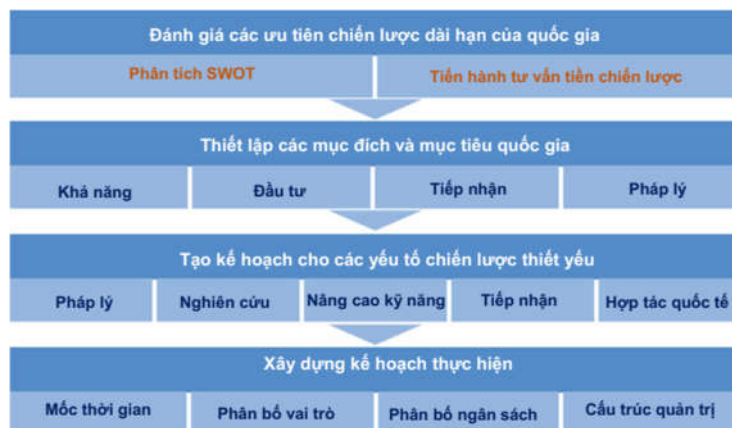 Đánh giá các ưu tiên chiến lược dài hạn của quốc gia
Phân tích SWOT
Tiến hành tư vấn tiền chiến lược
Thiết lập các mục đích và mục tiêu quốc gia
Khả năng
Đầu tư
Tiếp nhận
Pháp lý
Tạo kế hoạch cho các yếu tố chiến lược thiết yếu
Pháp lý
Nghiên cứu
Nâng cao kỹ năng
Tiếp nhận
Hợp tác quốc tế
Xây dựng kế hoạch thực hiện
Mốc thời gian
Phân bổ vai trò
Phân bổ ngân sách
Cấu trúc quản trị